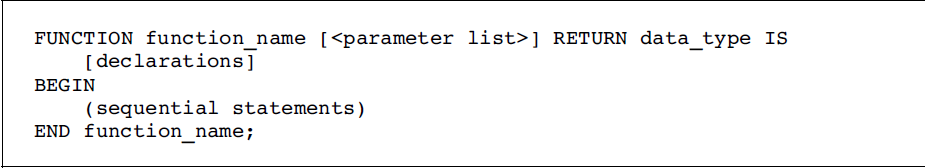 FUNCTION function_name [<parameter list>] RETURN data_type IS
    [declarations]
BEGIN
    (sequential statements)
END function_name;